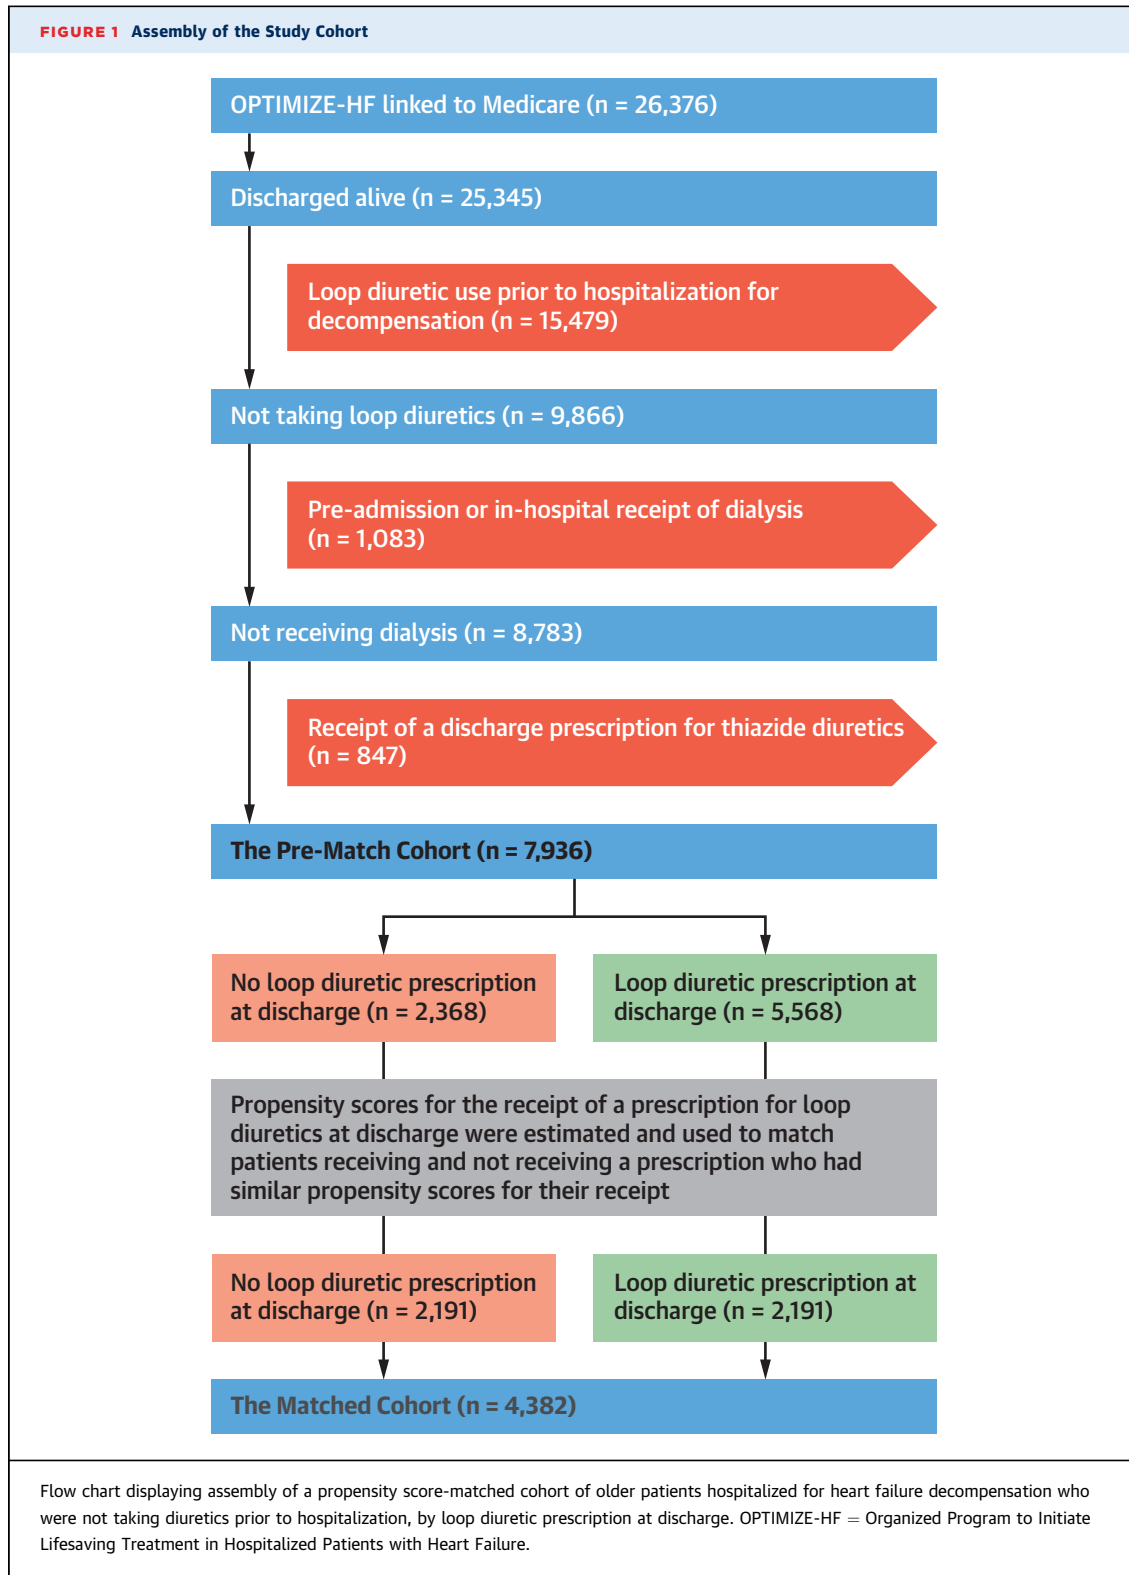 FIGURE 1 Assembly of the Study Cohort
OPTIMIZE-HF linked to Medicare (n = 26,376)
Discharged alive (n = 25,345)
Loop diuretic use prior to hospitalization for
decompensation (n = 15,479)
Not taking loop diuretics (n = 9,866)
Pre-admission or in-hospital receipt of dialysis
(n = 1,083)
Not receiving dialysis (n = 8,783)
Receipt of a discharge prescription for thiazide diuretics
(n = 847)
The Pre-Match Cohort (n = 7,936)
No loop diuretic prescription
at discharge (n = 2,368)
Loop diuretic prescription at
discharge (n = 5,568)
Propensity scores for the receipt of a prescription for loop
diuretics at discharge were estimated and used to match
patients receiving and not receiving a prescription who had
similar propensity scores for their receipt
No loop diuretic prescription
at discharge (n = 2,191)
Loop diuretic prescription at
discharge (n = 2,191)
The Matched Cohort (n = 4,382)
Flow chart displaying assembly of a propensity score-matched cohort of older patients hospitalized for heart failure decompensation who
were not taking diuretics prior to hospitalization, by loop diuretic prescription at discharge. OPTIMIZE-HF = Organized Program to Initiate
Lifesaving Treatment in Hospitalized Patients with Heart Failure.